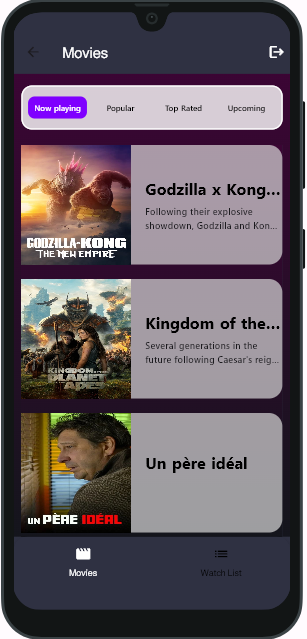 Movies
Now playing
Popular
Top Rated
Upcoming
GODZILLA-KONG
THE NEW EMPIRE
Godzilla x Kong...
Following their explosive
showdown, Godzilla and Kon...
KINGDOM OF THE
PLANET
APES
Kingdom of the...
Several generations in the
future following Caesar's reig...
UN PÈRE IDÉAL
Un père idéal
Movies
Watch List